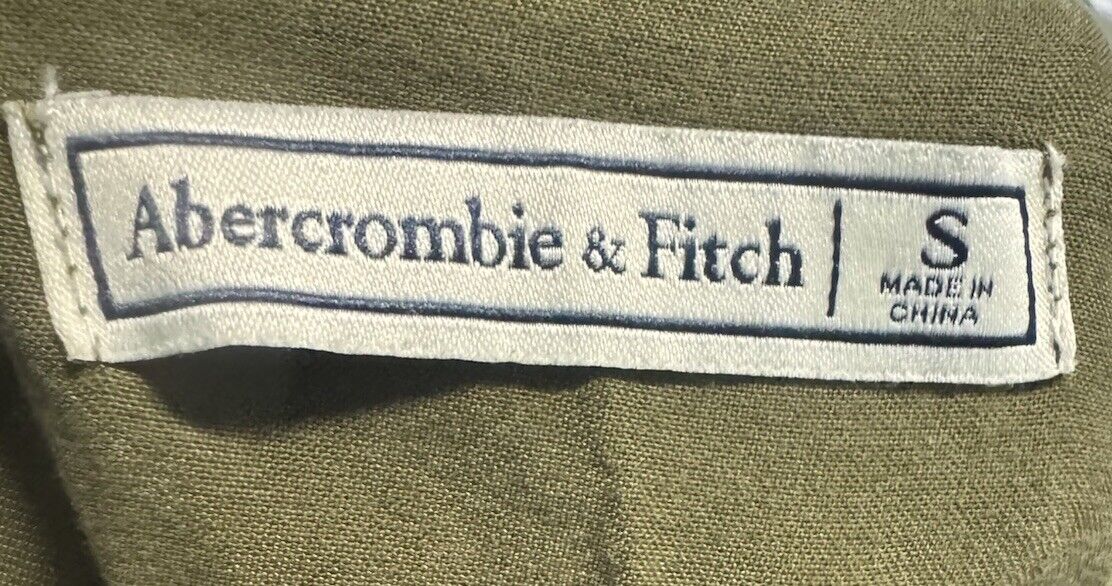 Abercrombie & Fitch
S
MADE IN
CHINA